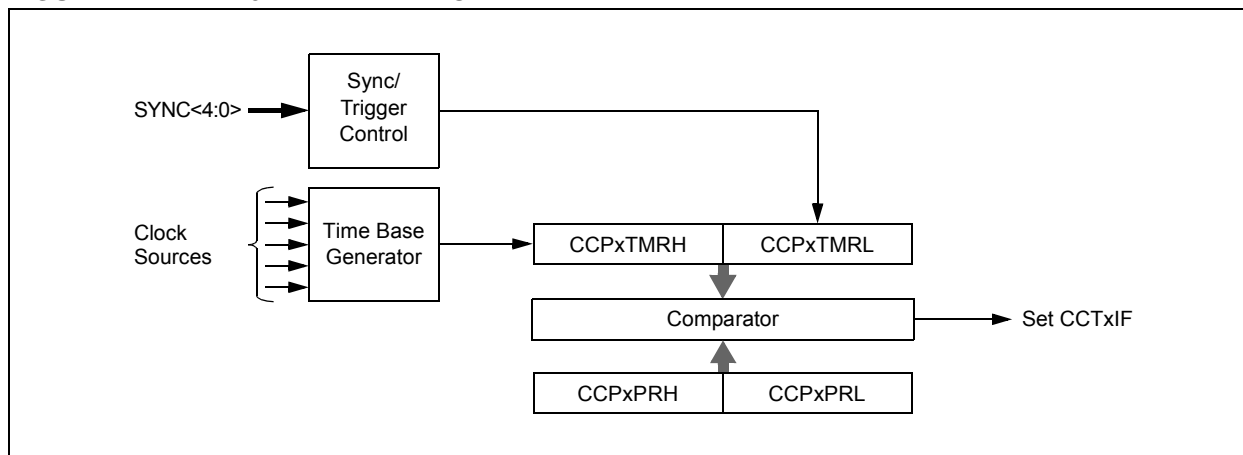 Sync/
Trigger
Control
SYNC<4:0>
Clock
Sources
Time Base
Generator
CCPxTMRH
CCPxTMRL
Comparator
Set CCTxIF
CCPxPRH
CCPxPRL